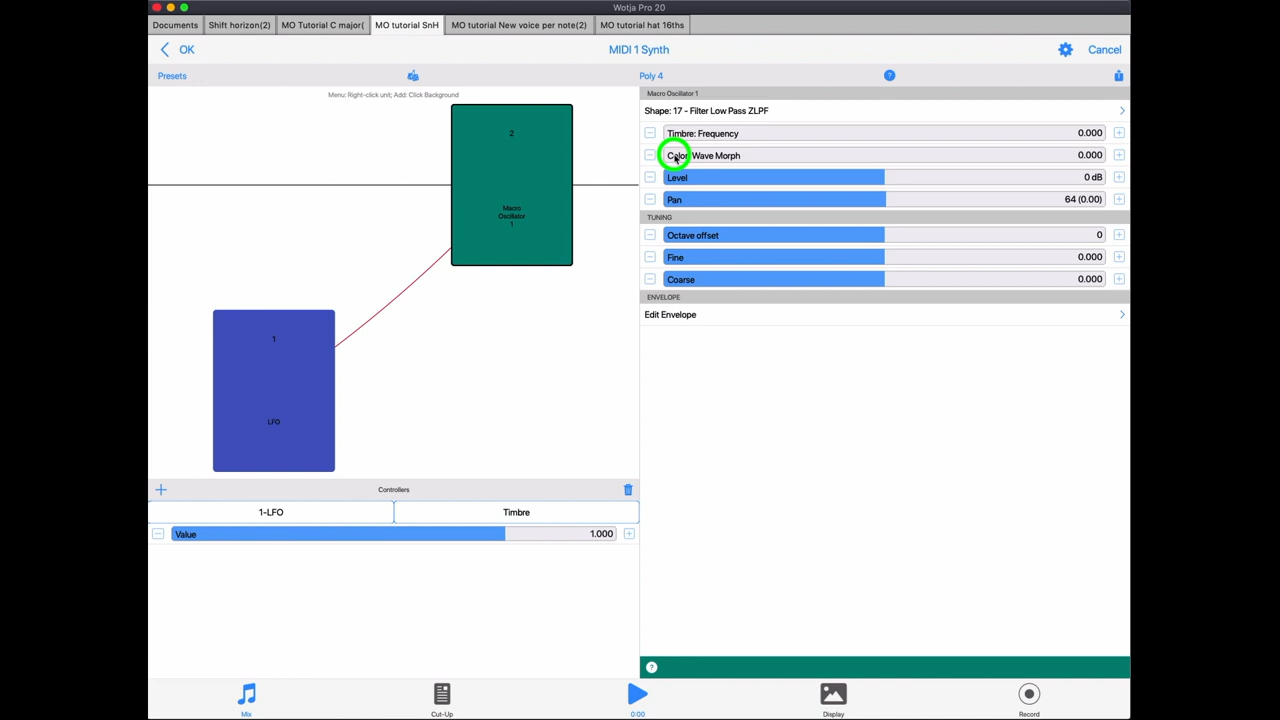 Wotja Pro 20
Documents
Shift horizon(2)
MO Tutorial C major(
MO tutorial SnH
MO tutorial New voice per note(2)
MO tutorial hat 16ths
OK
MIDI 1 Synth
Cancel
Presets
Poly 4
?
Menu: Right-click unit; Add: Click Background
2
Macro
Oscillator
1
1
LFO
Controllers
1-LFO
Timbre
Value
1.000
Macro Oscillator 1
Shape: 17 - Filter Low Pass ZLPF
Timbre: Frequency
0.000
Color: Wave Morph
0.000
Level
0 dB
Pan
64 (0.00)
TUNING
Octave offset
0
Fine
0.000
Coarse
0.000
ENVELOPE
Edit Envelope
?
Mix
Cut-Up
0:00
Display
Record